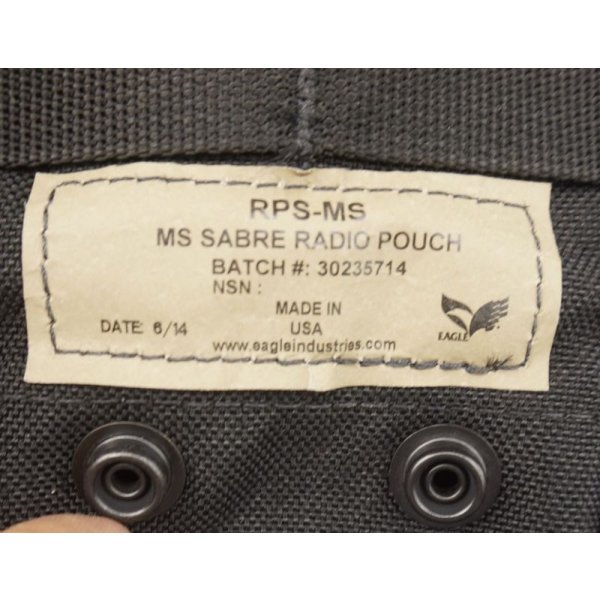 RPS-MS
MS SABRE RADIO POUCH
BATCH #: 30235714
NSN :
MADE IN
USA
DATE: 6/14
www.eagleindustries.com
EAGLE